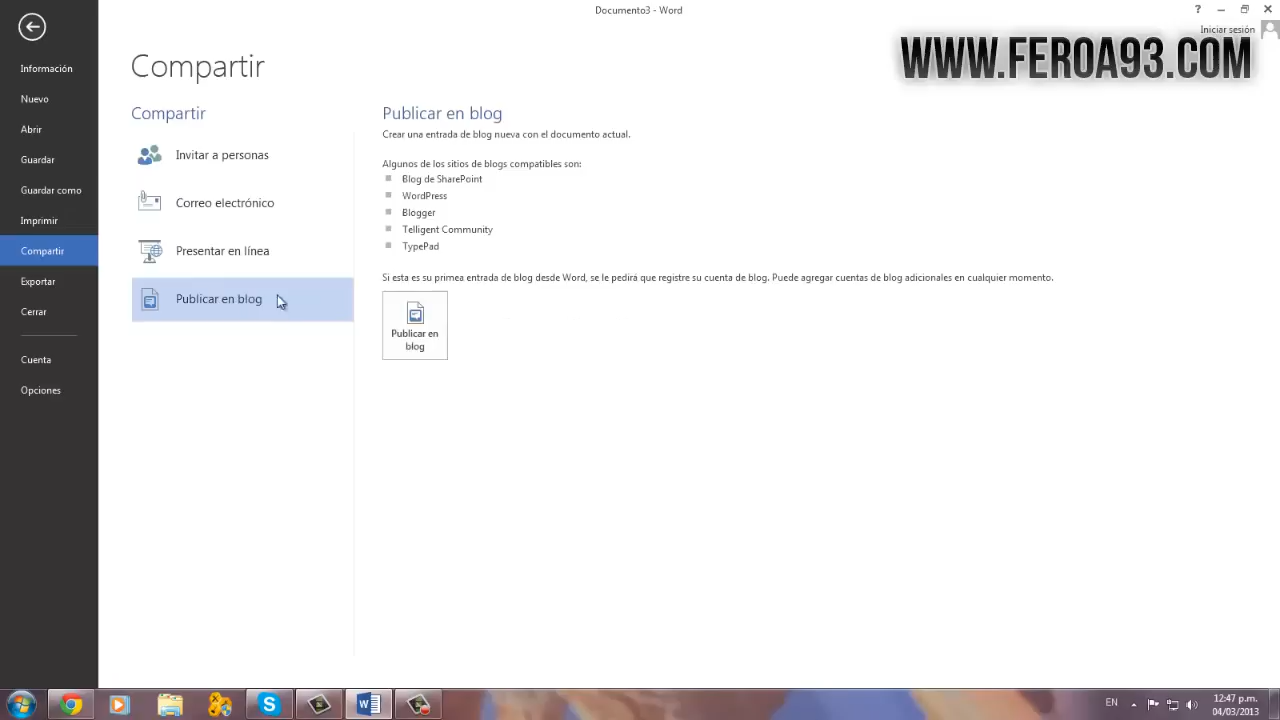 Documento3 - Word
?
Iniciar sesión
WWW.FEROA93.COM
Información
Nuevo
Abrir
Guardar
Guardar como
Imprimir
Compartir
Exportar
Cerrar
Cuenta
Opciones
Compartir
Compartir
Invitar a personas
Correo electrónico
Presentar en línea
Publicar en blog
Publicar en blog
Crear una entrada de blog nueva con el documento actual.
Algunos de los sitios de blogs compatibles son:
Blog de SharePoint
WordPress
Blogger
Telligent Community
TypePad
Si esta es su primea entrada de blog desde Word, se le pedirá que registre su cuenta de blog. Puede agregar cuentas de blog adicionales en cualquier momento.
Publicar en
blog
EN
12:47 p.m.
04/03/2013